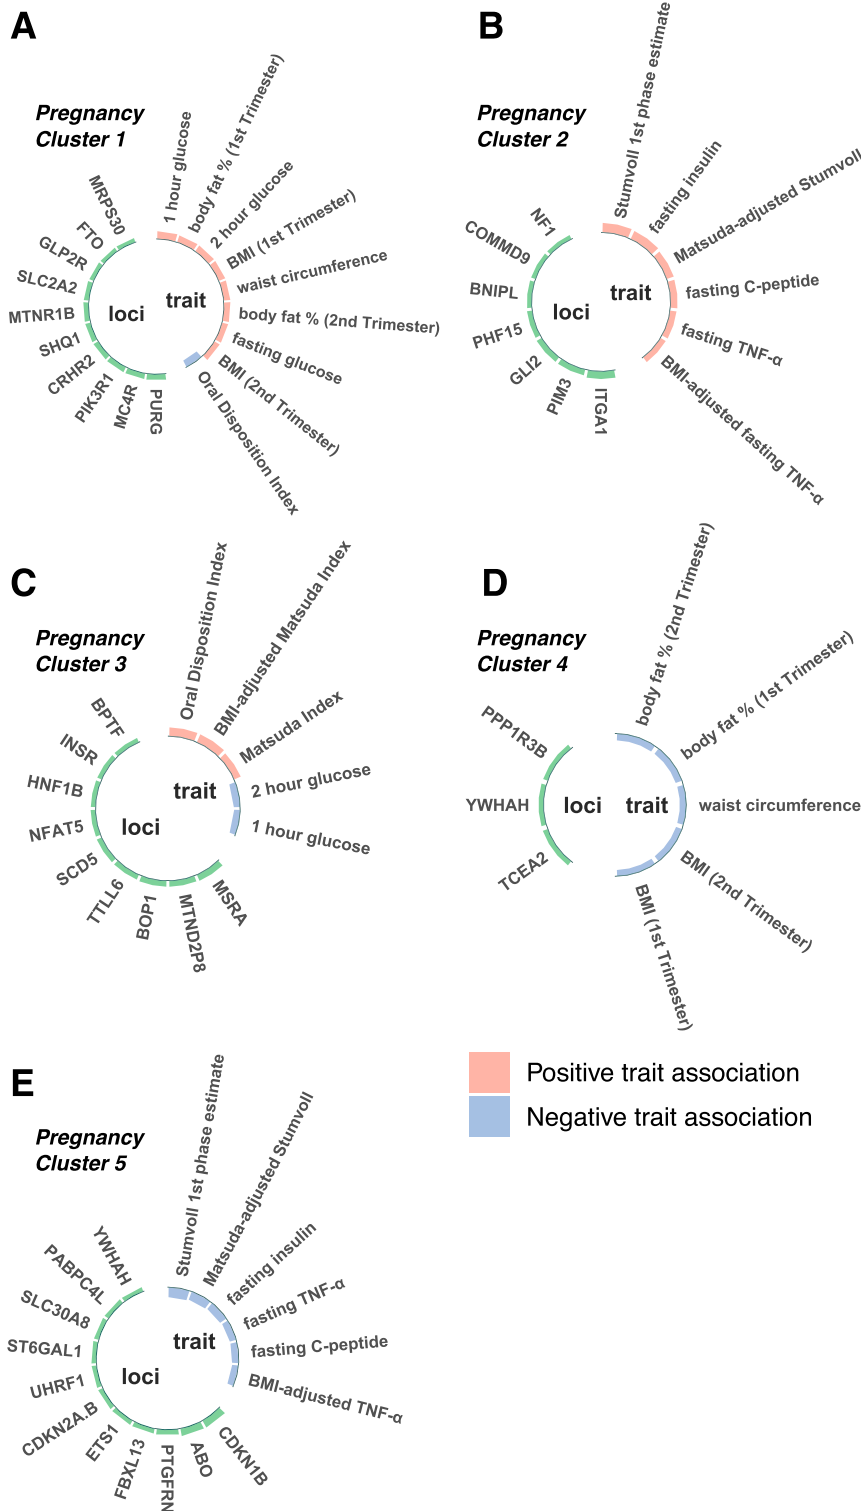 A
Pregnancy
Cluster 1
1 hour glucose
body fat % (1st Trimester)
2 hour glucose
BMI (1st Trimester)
waist circumference
body fat % (2nd Trimester)
fasting glucose
BMI (2nd Trimester)
Oral Disposition Index
trait
loci
MRPS30
FTO
GLP2R
SLC2A2
MTNR1B
SHQ1
CRHR2
PIK3R1
MC4R
PURG
B
Pregnancy
Cluster 2
Stumvoll 1st phase estimate
fasting insulin
Matsuda-adjusted Stumvoll
fasting C-peptide
fasting TNF-α
BMI-adjusted fasting TNF-α
trait
loci
NF1
COMMD9
BNIPL
PHF15
GLI2
PIM3
ITGA1
C
Pregnancy
Cluster 3
Oral Disposition Index
BMI-adjusted Matsuda Index
Matsuda Index
2 hour glucose
1 hour glucose
trait
loci
BPTF
INSR
HNF1B
NFAT5
SCD5
TTLL6
BOP1
MTND2P8
MSRA
D
Pregnancy
Cluster 4
body fat % (2nd Trimester)
body fat % (1st Trimester)
waist circumference
BMI (2nd Trimester)
BMI (1st Trimester)
loci
trait
PPP1R3B
YWHAH
TCEA2
Positive trait association
Negative trait association
E
Pregnancy
Cluster 5
Stumvoll 1st phase estimate
Matsuda-adjusted Stumvoll
fasting insulin
fasting TNF-α
fasting C-peptide
BMI-adjusted TNF-α
trait
loci
YWHAH
PABPC4L
SLC30A8
ST6GAL1
UHRF1
CDKN2A.B
ETS1
FBXL13
PTGFRN
ABO
CDKN1B